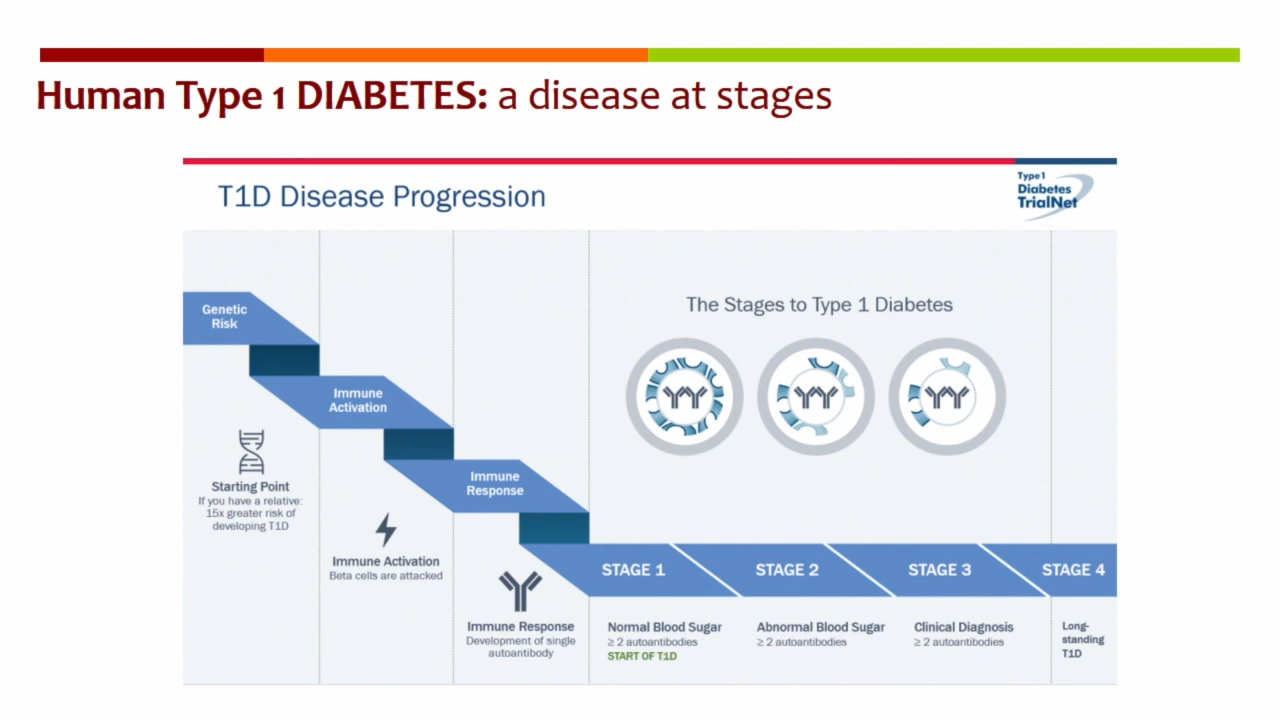 Human Type 1 DIABETES: a disease at stages
T1D Disease Progression
Type 1
Diabetes
TrialNet
Genetic
Risk
Immune
Activation
Immune
Response
The Stages to Type 1 Diabetes
Starting Point
If you have a relative:
15x greater risk of
developing T1D
Immune Activation
Beta cells are attacked
Immune Response
Development of single
autoantibody
STAGE 1
STAGE 2
STAGE 3
STAGE 4
Normal Blood Sugar
≥ 2 autoantibodies
START OF T1D
Abnormal Blood Sugar
≥ 2 autoantibodies
Clinical Diagnosis
≥ 2 autoantibodies
Long-
standing
T1D